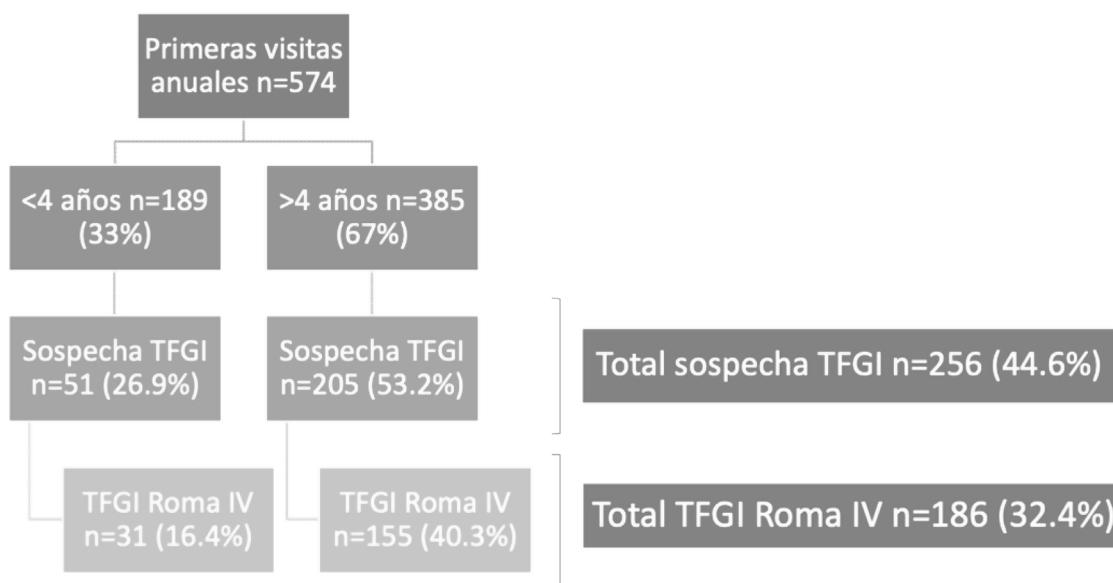 Primeras visitas
anuales n=574
<4 años n=189
(33%)
>4 años n=385
(67%)
Sospecha TFGI
n=51 (26.9%)
Sospecha TFGI
n=205 (53.2%)
Total sospecha TFGI n=256 (44.6%)
TFGI Roma IV
n=31 (16.4%)
TFGI Roma IV
n=155 (40.3%)
Total TFGI Roma IV n=186 (32.4%)